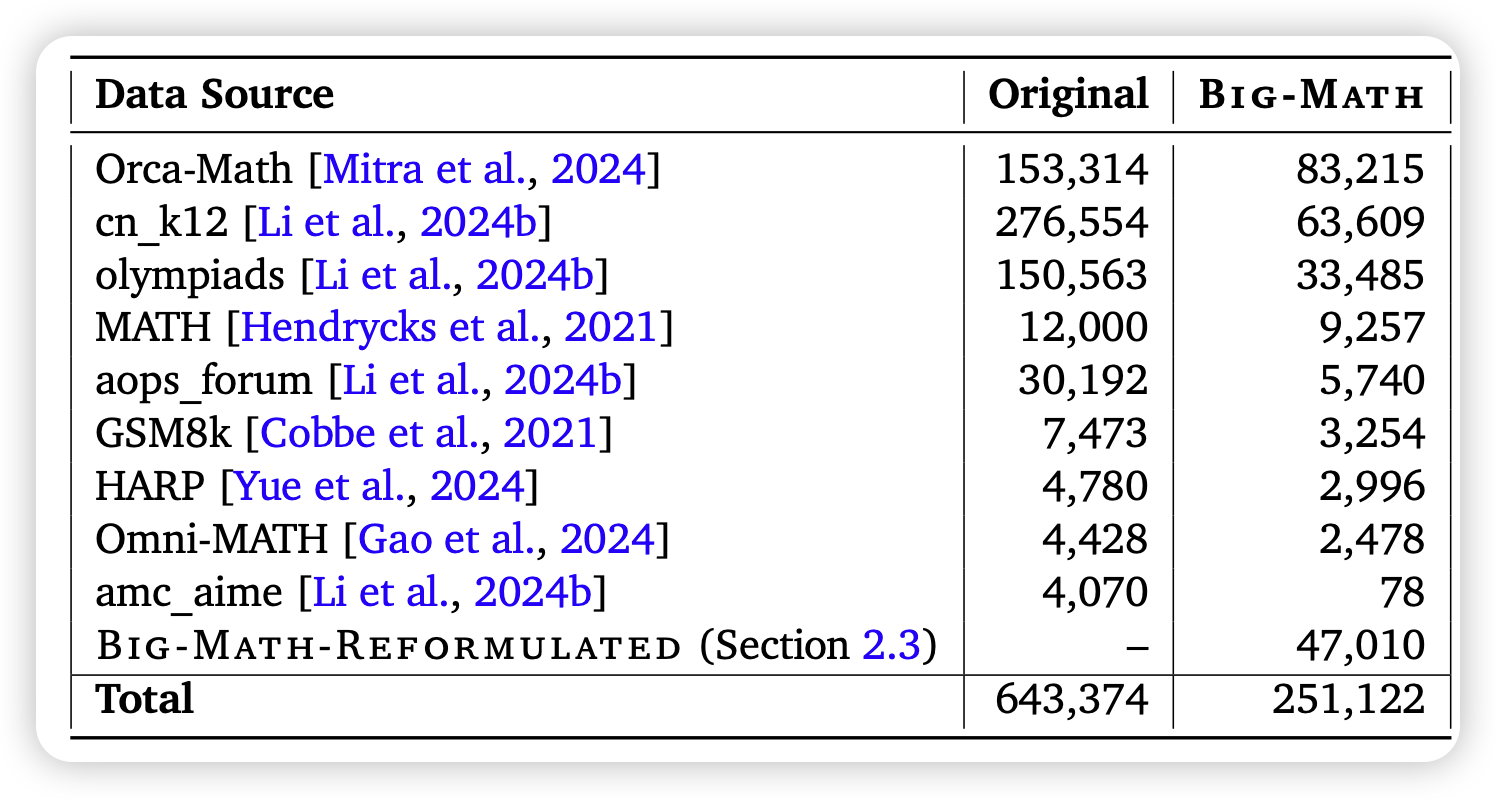 Data Source Original BIG-MATH
Orca-Math [Mitra et al., 2024] 153,314 83,215
cn_k12 [Li et al., 2024b] 276,554 63,609
olympiads [Li et al., 2024b] 150,563 33,485
MATH [Hendrycks et al., 2021] 12,000 9,257
aops_forum [Li et al., 2024b] 30,192 5,740
GSM8k [Cobbe et al., 2021] 7,473 3,254
HARP [Yue et al., 2024] 4,780 2,996
Omni-MATH [Gao et al., 2024] 4,428 2,478
amc_aime [Li et al., 2024b] 4,070 78
BIG-MATH-REFORMULATED (Section 2.3) – 47,010
Total 643,374 251,122